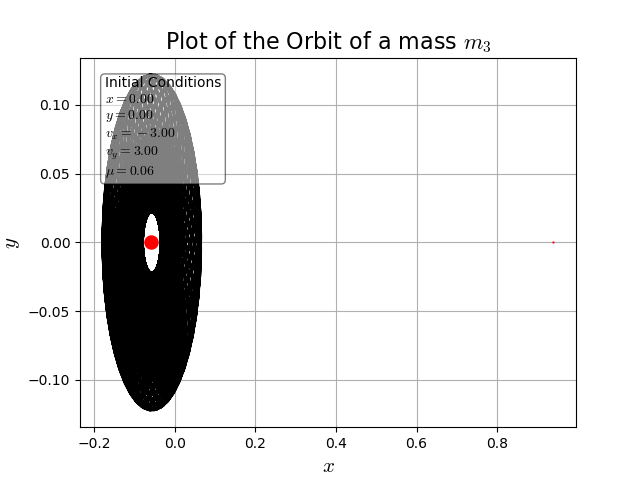 Plot of the Orbit of a mass m₃
Initial Conditions
x = 0.00
y = 0.00
vₓ = −3.00
v_y = 3.00
μ = 0.06
y
0.10
0.05
0.00
−0.05
−0.10
−0.2 0.0 0.2 0.4 0.6 0.8
x